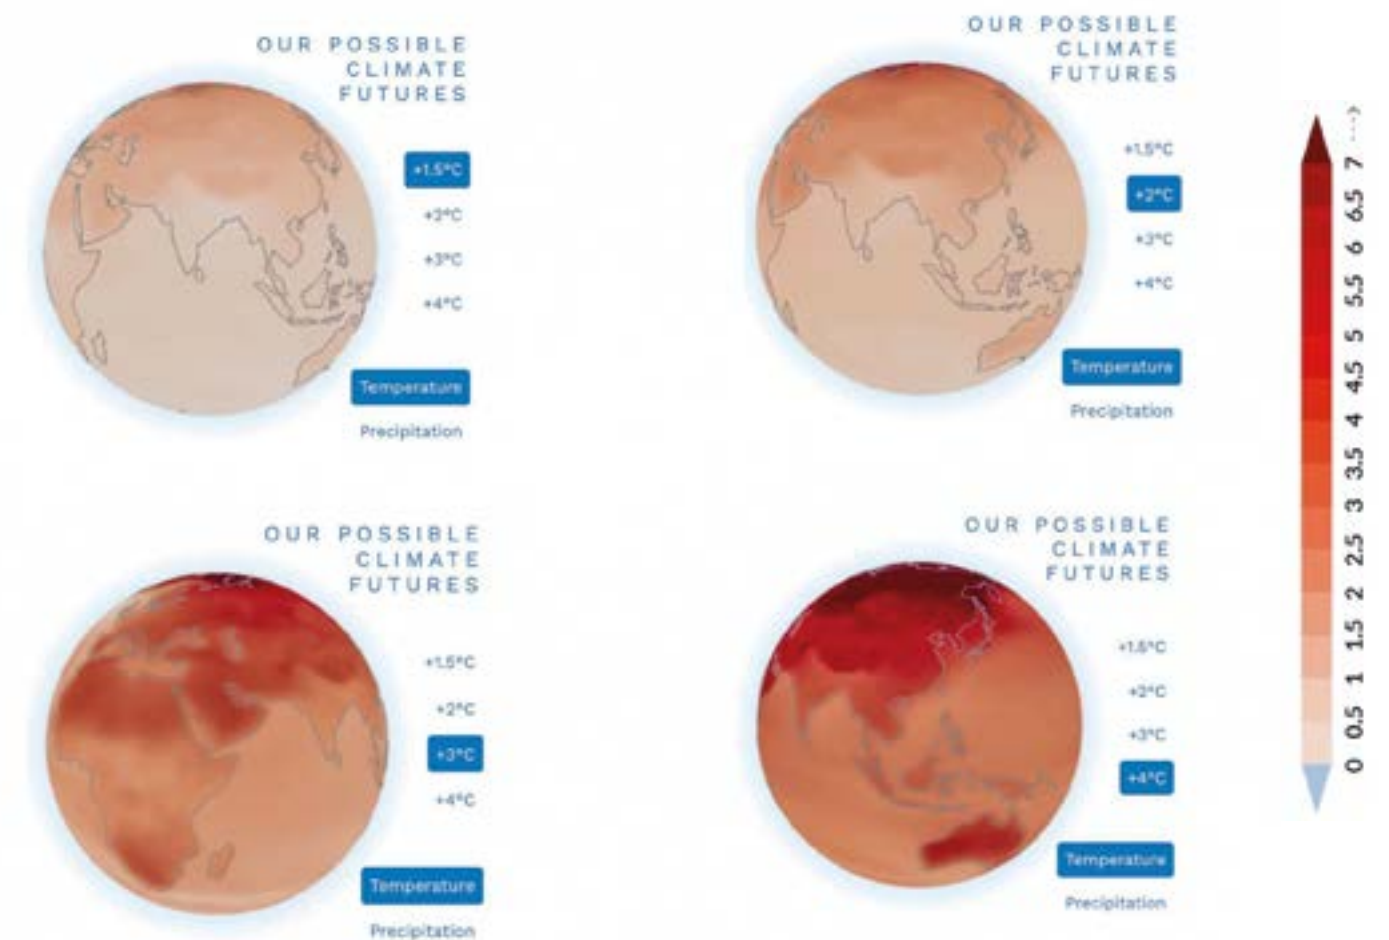 OUR POSSIBLE
CLIMATE
FUTURES
+1.5°C
+2°C
+3°C
+4°C
Temperature
Precipitation
OUR POSSIBLE
CLIMATE
FUTURES
+1.5°C
+2°C
+3°C
+4°C
Temperature
Precipitation
OUR POSSIBLE
CLIMATE
FUTURES
+1.5°C
+2°C
+3°C
+4°C
Temperature
Precipitation
OUR POSSIBLE
CLIMATE
FUTURES
+1.5°C
+2°C
+3°C
+4°C
Temperature
Precipitation
0 0.5 1 1.5 2 2.5 3 3.5 4 4.5 5 5.5 6 6.5 7 --->